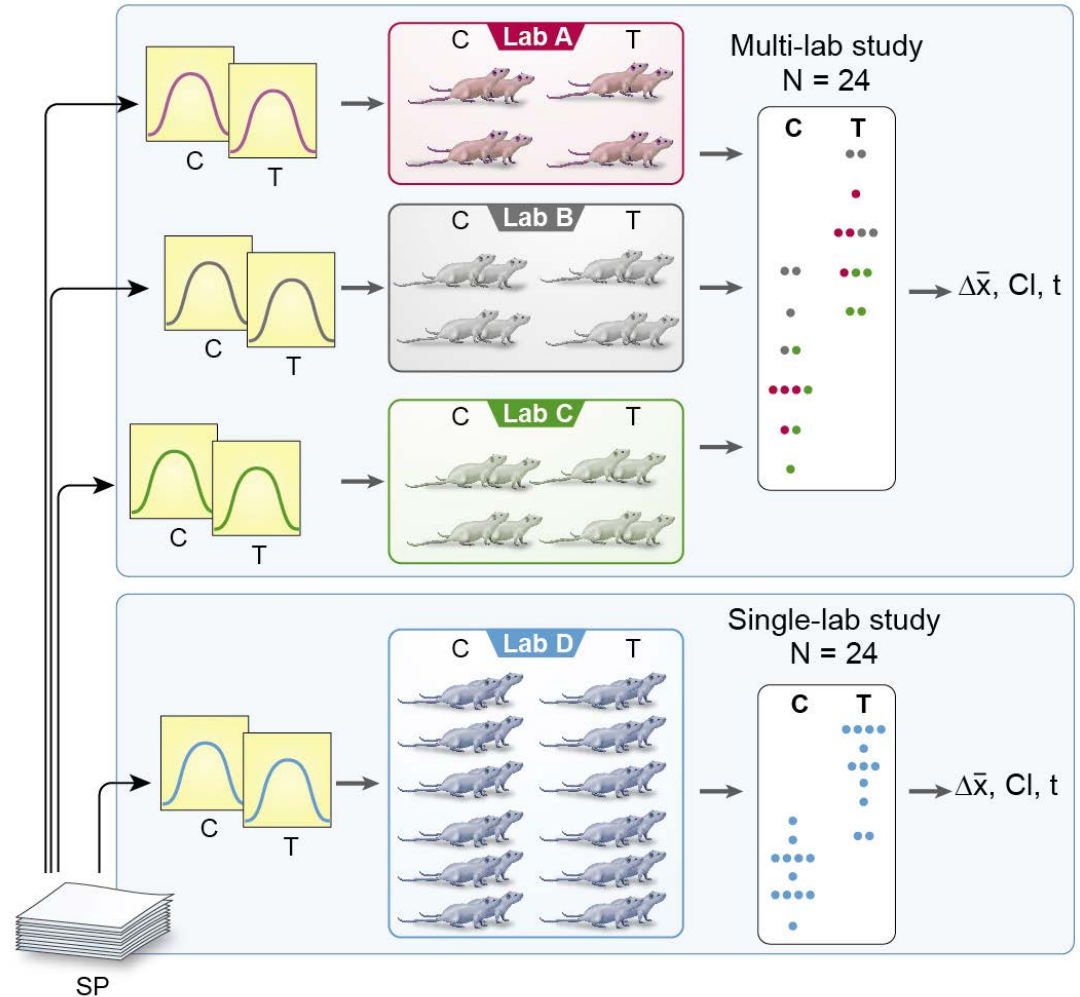 C Lab A T
Multi-lab study
N = 24
C T
C
T
C Lab B T
C
T
Δx̄, CI, t
C Lab C T
C
T
C Lab D T
Single-lab study
N = 24
C T
C
T
Δx̄, CI, t
SP